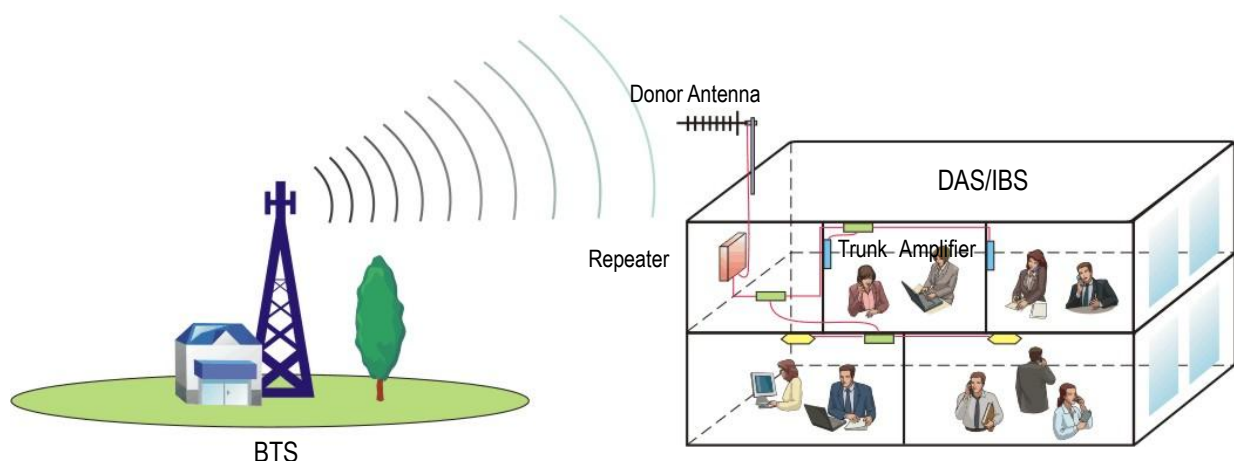 Donor Antenna
DAS/IBS
Repeater
Trunk Amplifier
BTS